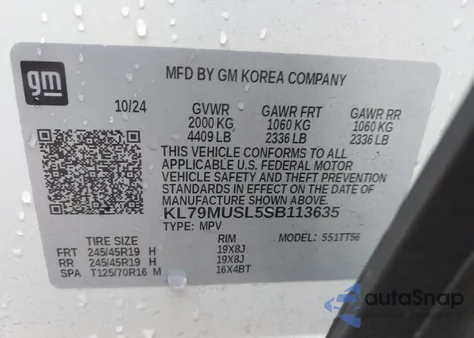 gm
MFD BY GM KOREA COMPANY
10/24 GVWR GAWR FRT GAWR RR
2000 KG 1060 KG 1060 KG
4409 LB 2336 LB 2336 LB
THIS VEHICLE CONFORMS TO ALL
APPLICABLE U.S. FEDERAL MOTOR
VEHICLE SAFETY AND THEFT PREVENTION
STANDARDS IN EFFECT ON THE DATE OF
MANUFACTURE SHOWN ABOVE.
KL79MUSL5SB113635
TYPE: MPV
TIRE SIZE RIM MODEL: 551TT56
FRT 245/45R19 H 19X8J
RR 245/45R19 H 19X8J
SPA T125/70R16 M 16X4BT
autoSnap